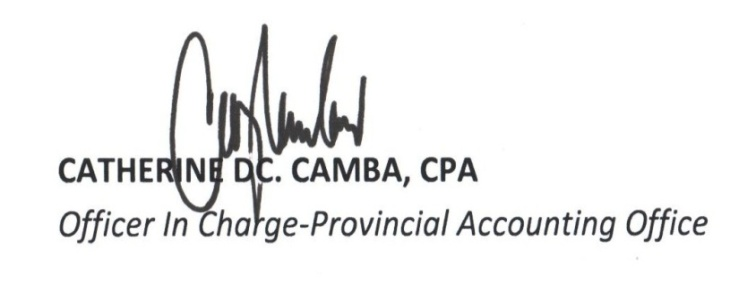 CATHERINE DC. CAMBA, CPA
Officer In Charge-Provincial Accounting Office